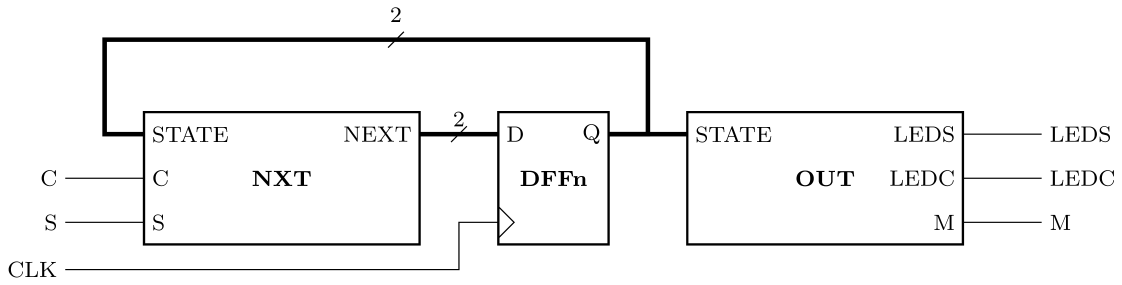 2
STATE NEXT 2 D Q STATE LEDS LEDS
C C NXT DFFn OUT LEDC LEDC
S S M M
CLK